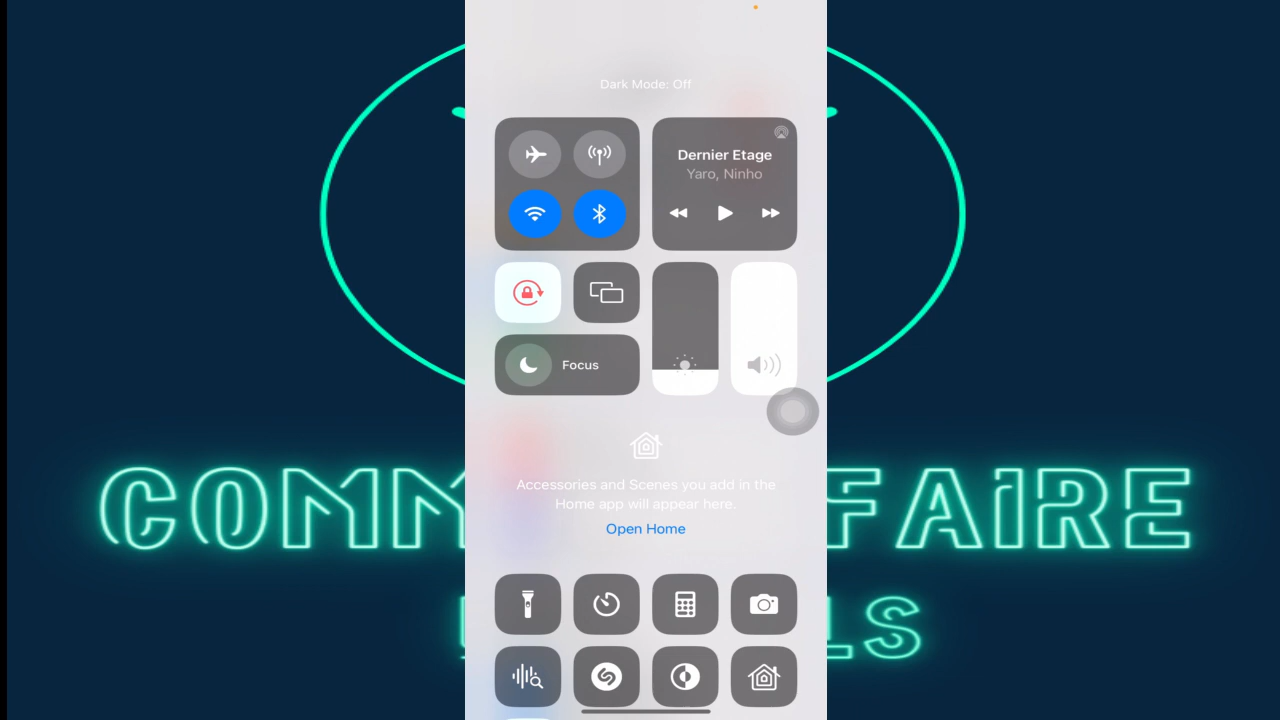 Dark Mode: Off
Dernier Etage
Yaro, Ninho
Focus
Accessories and Scenes you add in the
Home app will appear here.
Open Home
COMM FAIRE
LS